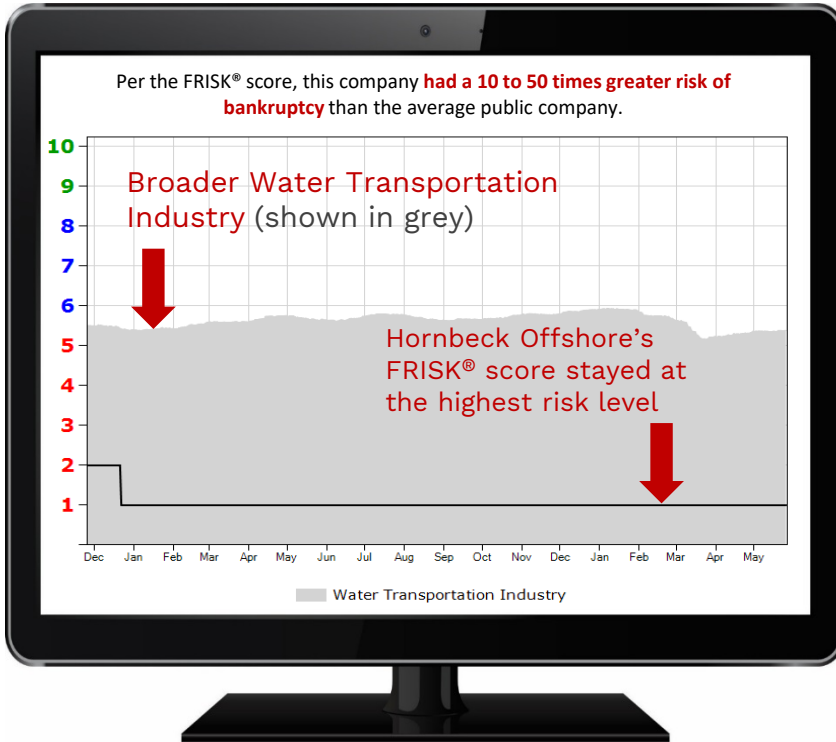 Per the FRISK® score, this company had a 10 to 50 times greater risk of
bankruptcy than the average public company.
10
9
8
7
6
5
4
3
2
1
Broader Water Transportation
Industry (shown in grey)
Hornbeck Offshore’s
FRISK® score stayed at
the highest risk level
Dec Jan Feb Mar Apr May Jun Jul Aug Sep Oct Nov Dec Jan Feb Mar Apr May
Water Transportation Industry